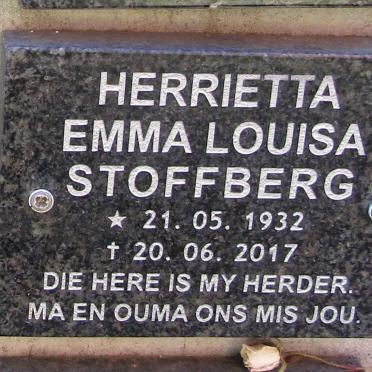 HERRIETTA
EMMA LOUISA
STOFFBERG
★ 21. 05. 1932
✝ 20. 06. 2017
DIE HERE IS MY HERDER.
MA EN OUMA ONS MIS JOU.